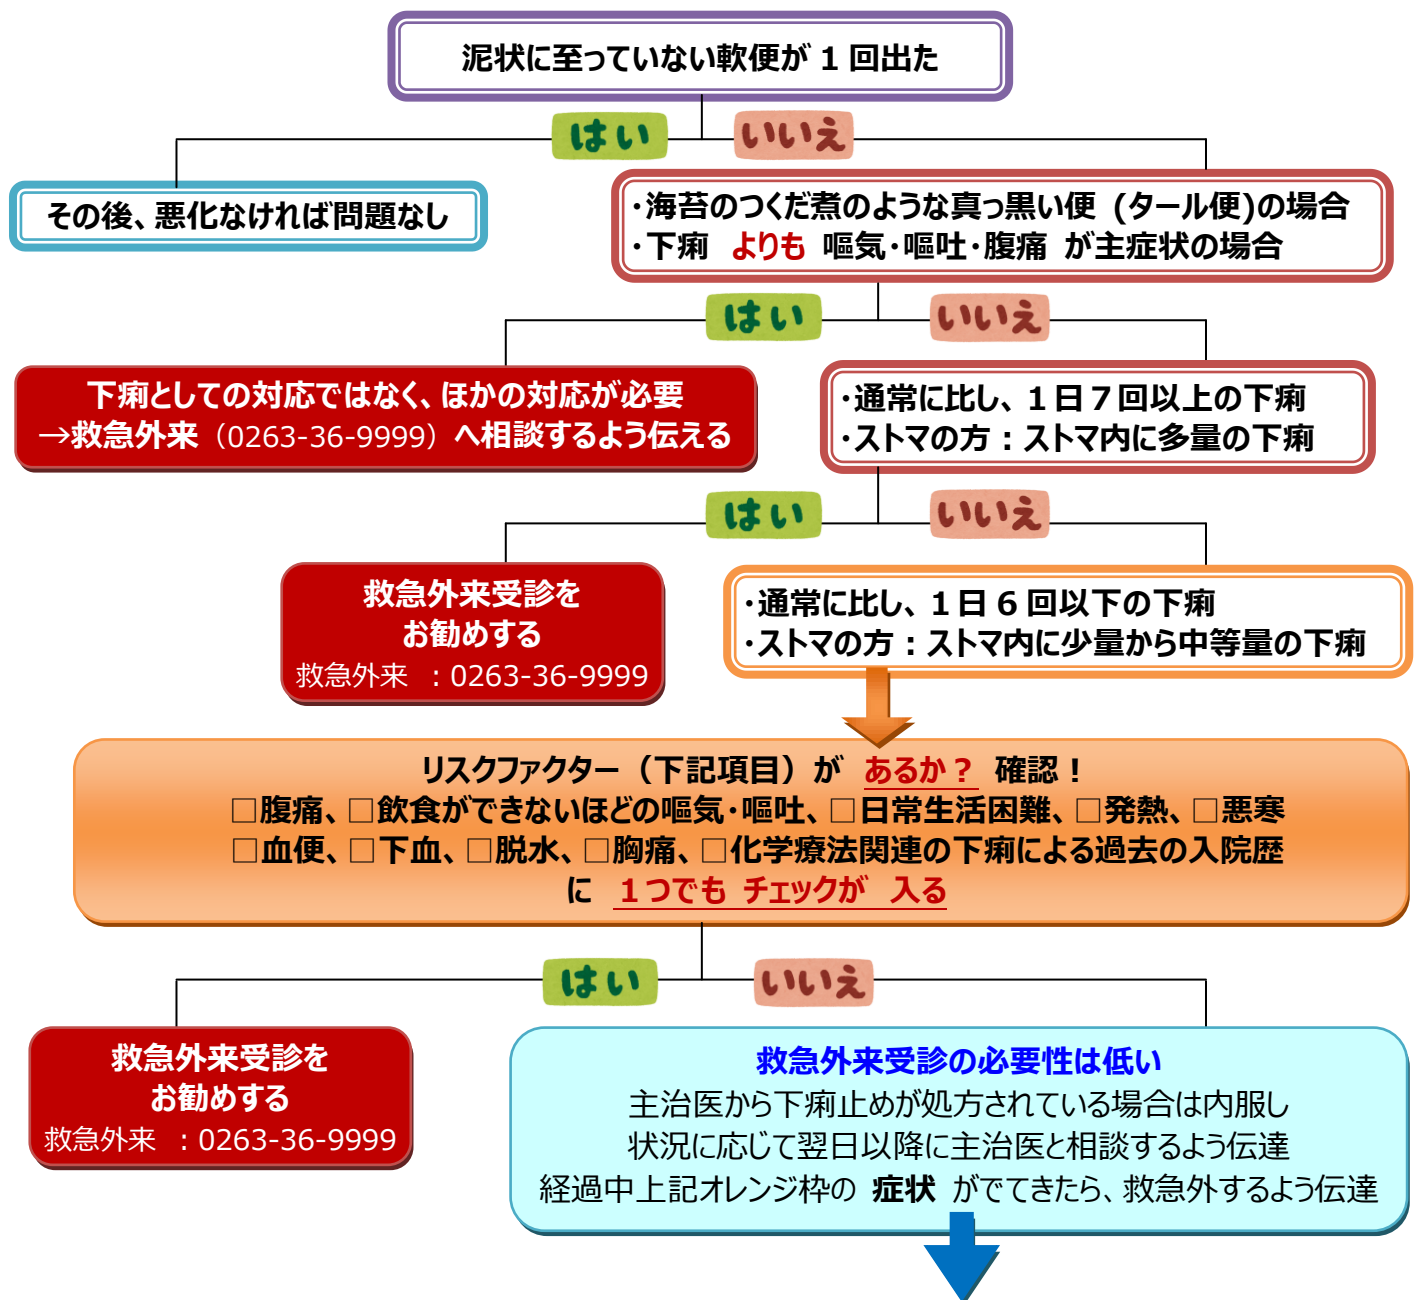 泥状に至っていない軟便が 1 回出た
はい
いいえ
その後、悪化なければ問題なし
・海苔のつくだ煮のような真っ黒い便 (タール便)の場合
・下痢 よりも 嘔気・嘔吐・腹痛 が主症状の場合
はい
いいえ
下痢としての対応ではなく、ほかの対応が必要
→救急外来（0263-36-9999）へ相談するよう伝える
・通常に比し、1日7回以上の下痢
・ストマの方：ストマ内に多量の下痢
はい
いいえ
救急外来受診を
お勧めする
救急外来 ：0263-36-9999
・通常に比し、1日 6 回以下の下痢
・ストマの方：ストマ内に少量から中等量の下痢
リスクファクター（下記項目）が あるか？ 確認！
□腹痛、□飲食ができないほどの嘔気・嘔吐、□日常生活困難、□発熱、□悪寒
□血便、□下血、□脱水、□胸痛、□化学療法関連の下痢による過去の入院歴
に 1つでも チェックが 入る
はい
いいえ
救急外来受診を
お勧めする
救急外来 ：0263-36-9999
救急外来受診の必要性は低い
主治医から下痢止めが処方されている場合は内服し
状況に応じて翌日以降に主治医と相談するよう伝達
経過中上記オレンジ枠の 症状 がでてきたら、救急外するよう伝達